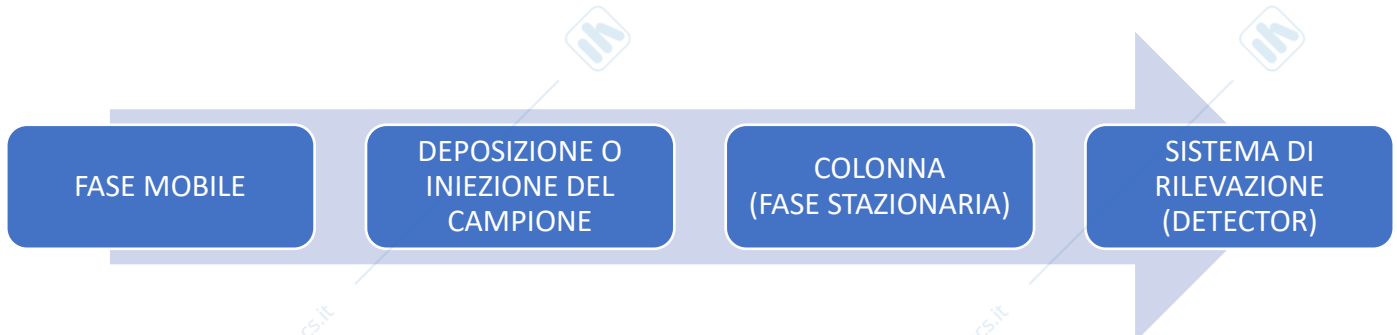 FASE MOBILE
DEPOSIZIONE O
INIEZIONE DEL
CAMPIONE
COLONNA
(FASE STAZIONARIA)
SISTEMA DI
RILEVAZIONE
(DETECTOR)